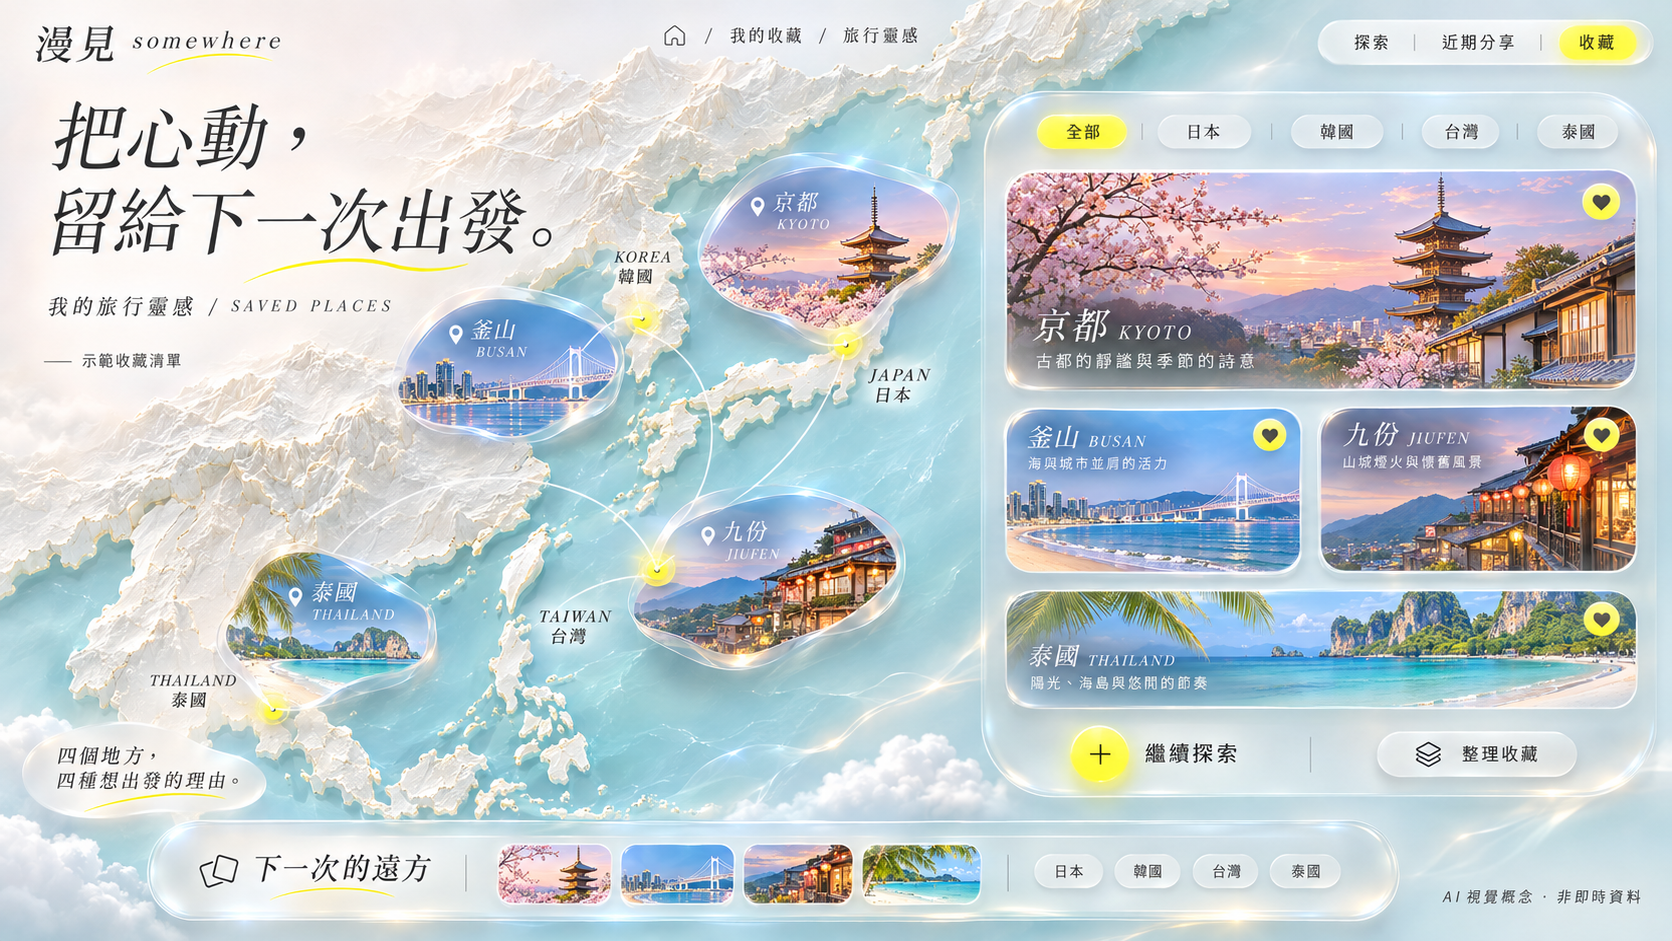 漫見 somewhere
/ 我的收藏 / 旅行靈感
探索 | 近期分享 | 收藏
把心動，
留給下一次出發。
我的旅行靈感 / SAVED PLACES
示範收藏清單
全部 | 日本 | 韓國 | 台灣 | 泰國
京都
KYOTO
KOREA
韓國
釜山
BUSAN
JAPAN
日本
九份
JIUFEN
TAIWAN
台灣
泰國
THAILAND
THAILAND
泰國
四個地方，
四種想出發的理由。
京都 KYOTO
古都的靜謐與季節的詩意
釜山 BUSAN
海與城市並肩的活力
九份 JIUFEN
山城燈火與懷舊風景
泰國 THAILAND
陽光、海島與悠閒的節奏
繼續探索
整理收藏
下一次的遠方
日本 韓國 台灣 泰國
AI 視覺概念 · 非即時資料